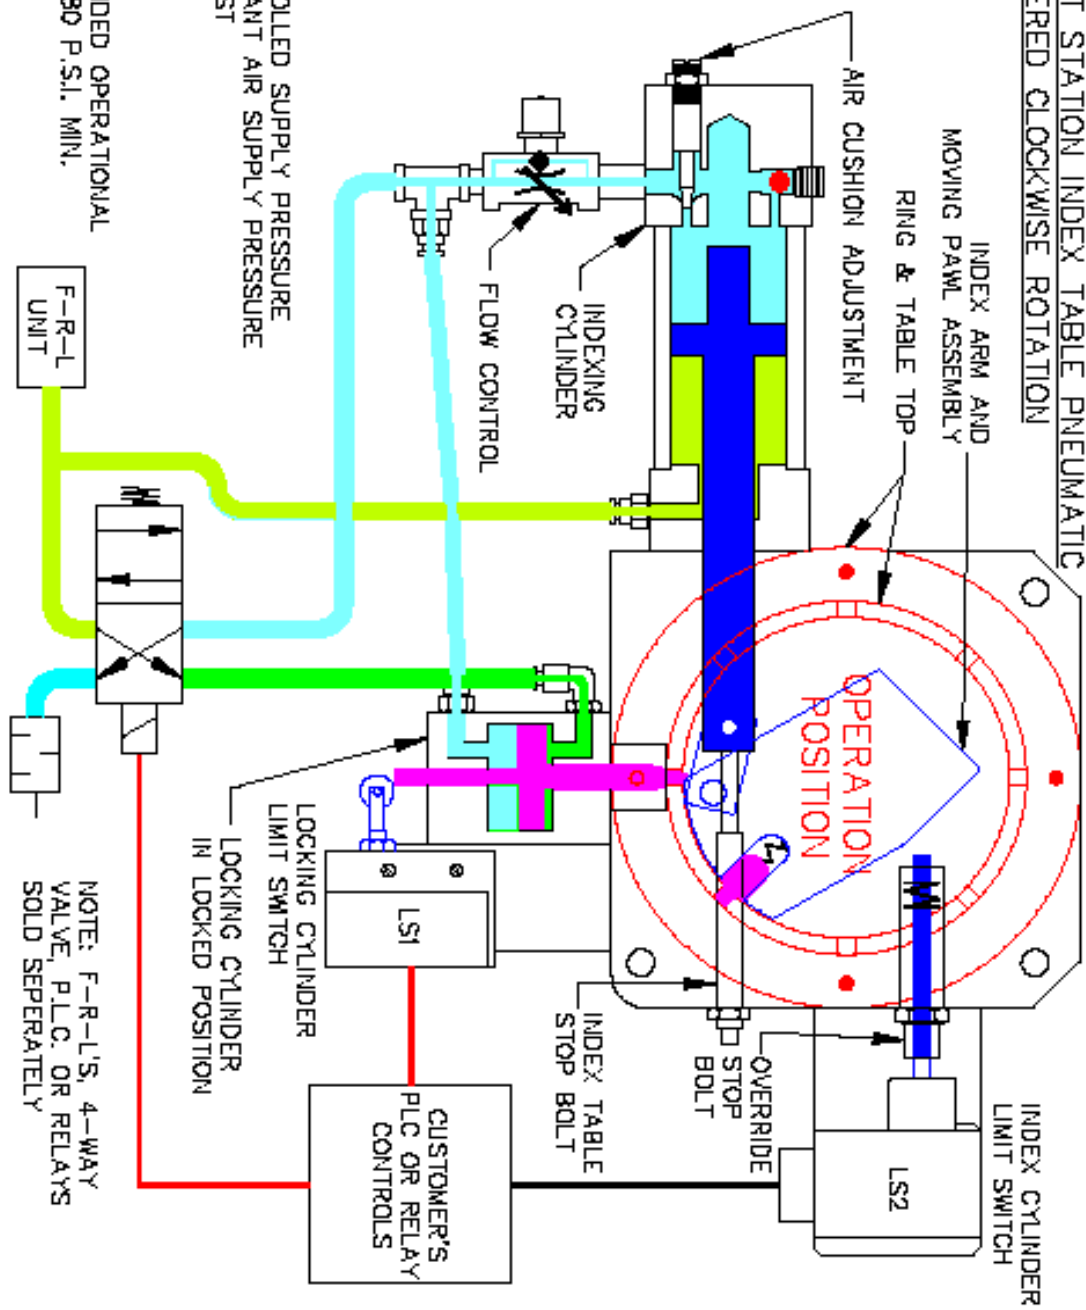 T STATION INDEX TABLE PNEUMATIC
ERED CLOCKWISE ROTATION
INDEX ARM AND
MOVING PAWL ASSEMBLY
RING & TABLE TOP
AIR CUSHION ADJUSTMENT
INDEXING
CYLINDER
FLOW CONTROL
OLLED SUPPLY PRESSURE
ANT AIR SUPPLY PRESSURE
ST
DED OPERATIONAL
80 P.S.I. MIN.
F-R-L
UNIT
OPERATION
POSITION
INDEX CYLINDER
LIMIT SWITCH
LS2
OVERRIDE
STOP
BOLT
INDEX TABLE
STOP BOLT
LS1
LOCKING CYLINDER
LIMIT SWITCH
LOCKING CYLINDER
IN LOCKED POSITION
CUSTOMER'S
PLC OR RELAY
CONTROLS
NOTE: F-R-L'S, 4-WAY
VALVE, P.L.C. OR RELAYS
SOLD SEPERATELY